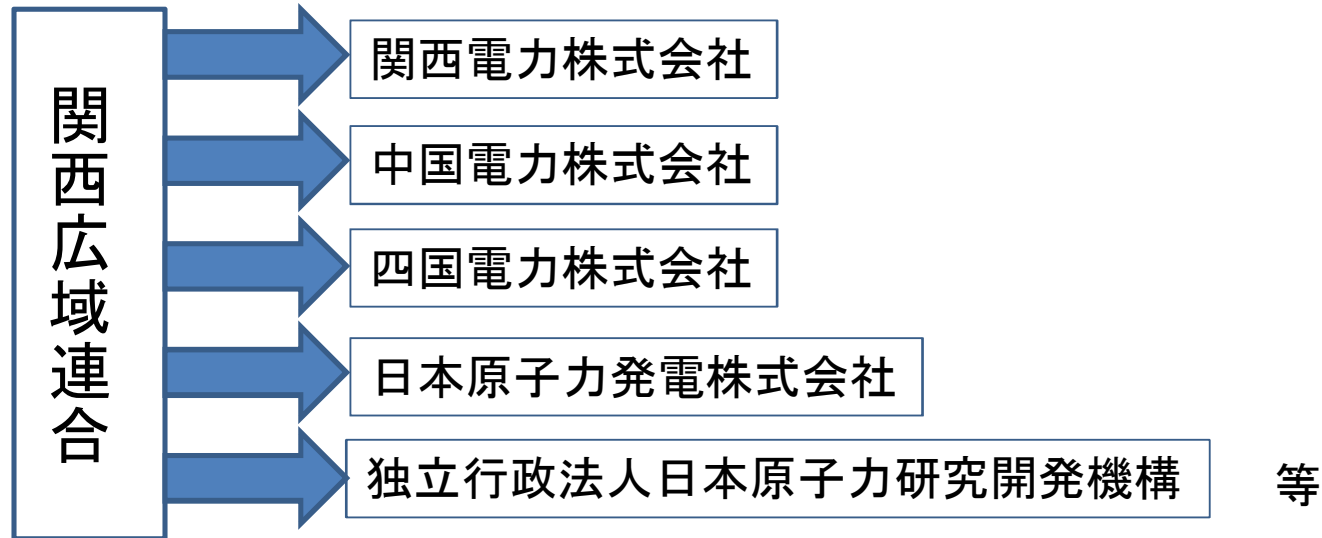 関西広域連合
関西電力株式会社
中国電力株式会社
四国電力株式会社
日本原子力発電株式会社
独立行政法人日本原子力研究開発機構 等